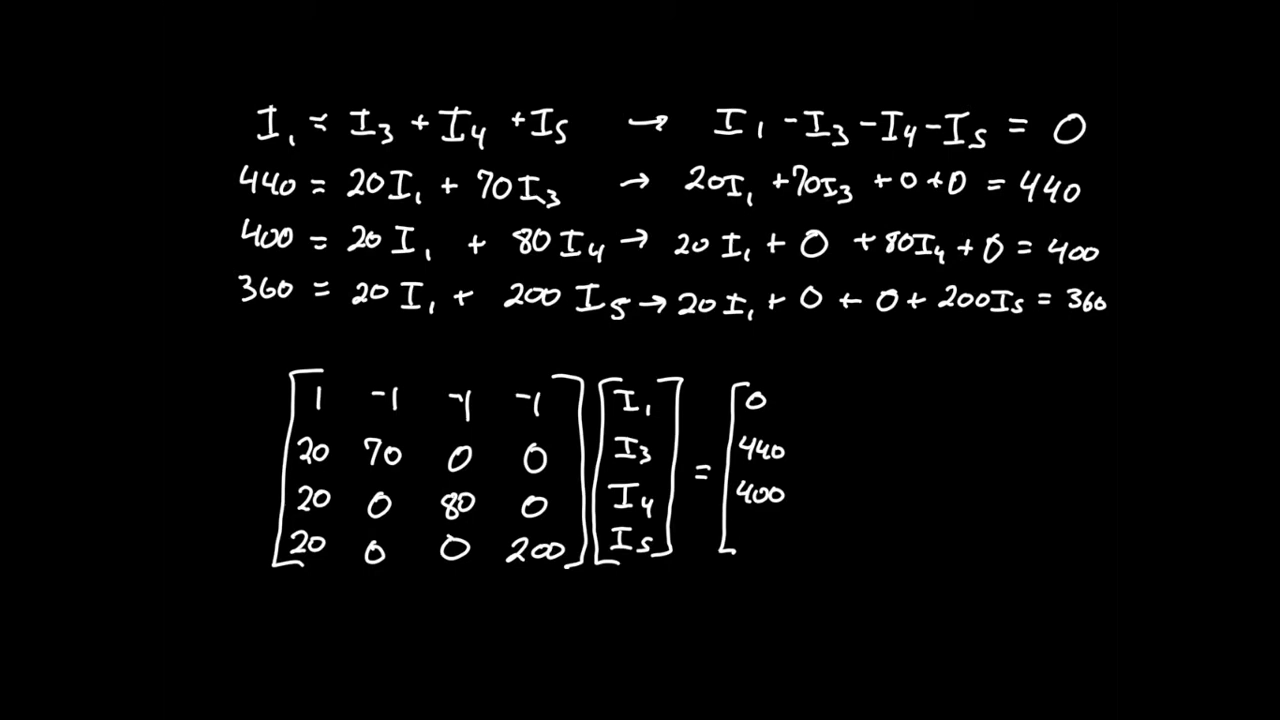 I₁ = I₃ + I₄ + I₅ → I₁ - I₃ - I₄ - I₅ = 0
440 = 20I₁ + 70I₃ → 20I₁ + 70I₃ + 0 + 0 = 440
400 = 20I₁ + 80I₄ → 20I₁ + 0 + 80I₄ + 0 = 400
360 = 20I₁ + 200I₅ → 20I₁ + 0 + 0 + 200I₅ = 360
[1 -1 -1 -1] [I₁] [0
20 70 0 0 I₃ 440
20 0 80 0 I₄ = 400
20 0 0 200 I₅